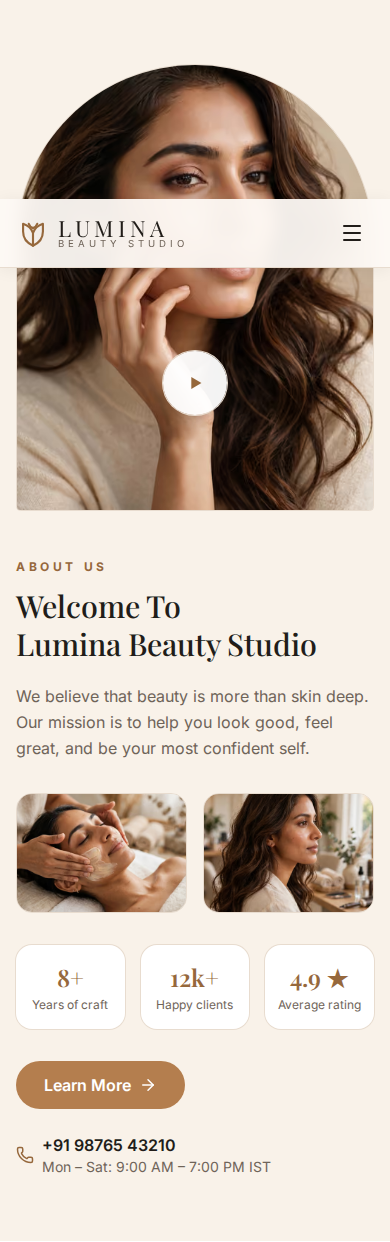 LUMINA
BEAUTY STUDIO
ABOUT US
Welcome To
Lumina Beauty Studio
We believe that beauty is more than skin deep.
Our mission is to help you look good, feel
great, and be your most confident self.
8+
Years of craft
12k+
Happy clients
4.9 ★
Average rating
Learn More →
+91 98765 43210
Mon – Sat: 9:00 AM – 7:00 PM IST